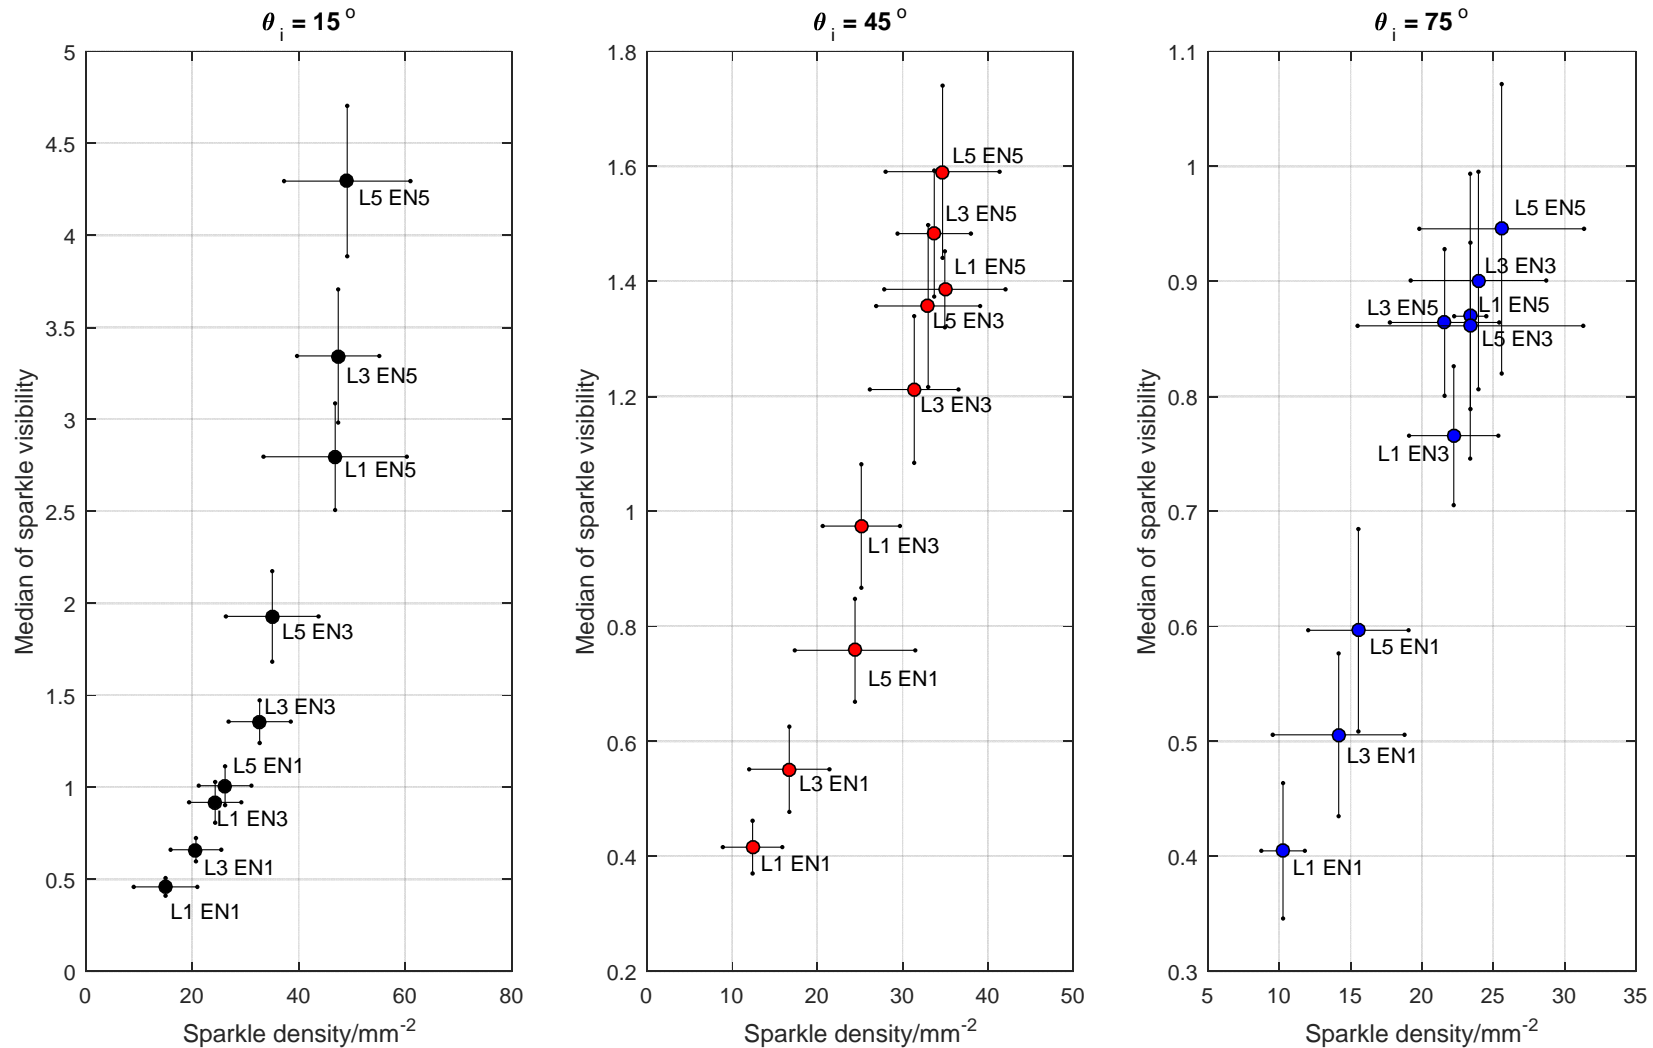 θ i = 15 o
5
4.5
4
3.5
3
2.5
2
1.5
1
0.5
0
0 20 40 60 80
Median of sparkle visibility
Sparkle density/mm-2
L5 EN5
L3 EN5
L1 EN5
L5 EN3
L3 EN3
L5 EN1
L1 EN3
L3 EN1
L1 EN1
θ i = 45 o
1.8
1.6
1.4
1.2
1
0.8
0.6
0.4
0.2
0 10 20 30 40 50
Median of sparkle visibility
Sparkle density/mm-2
L5 EN5
L3 EN5
L1 EN5
L5 EN3
L3 EN3
L1 EN3
L5 EN1
L3 EN1
L1 EN1
θ i = 75 o
1.1
1
0.9
0.8
0.7
0.6
0.5
0.4
0.3
5 10 15 20 25 30 35
Median of sparkle visibility
Sparkle density/mm-2
L5 EN5
L3 EN3
L3 EN5 L1 EN5
L5 EN3
L1 EN3
L5 EN1
L3 EN1
L1 EN1